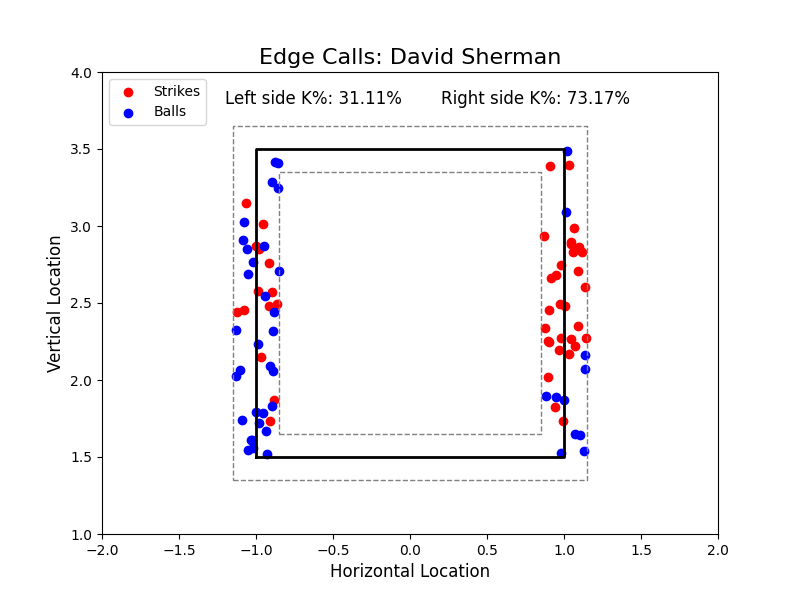 Edge Calls: David Sherman
Strikes
Balls
Left side K%: 31.11%
Right side K%: 73.17%
4.0
3.5
3.0
2.5
2.0
1.5
1.0
Vertical Location
−2.0
−1.5
−1.0
−0.5
0.0
0.5
1.0
1.5
2.0
Horizontal Location